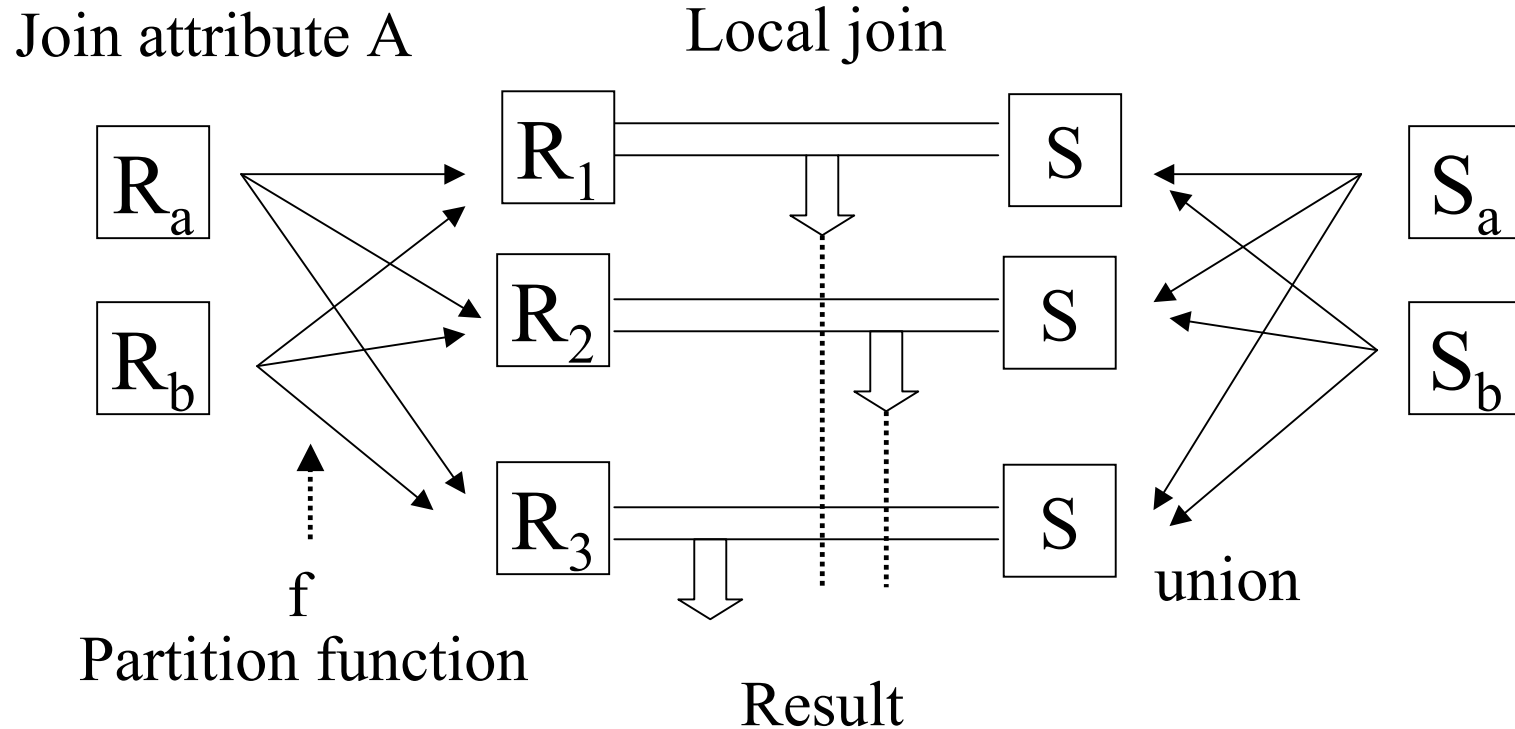 Join attribute A
Local join
Ra
Rb
R1
R2
R3
S
S
S
Sa
Sb
f
Partition function
union
Result